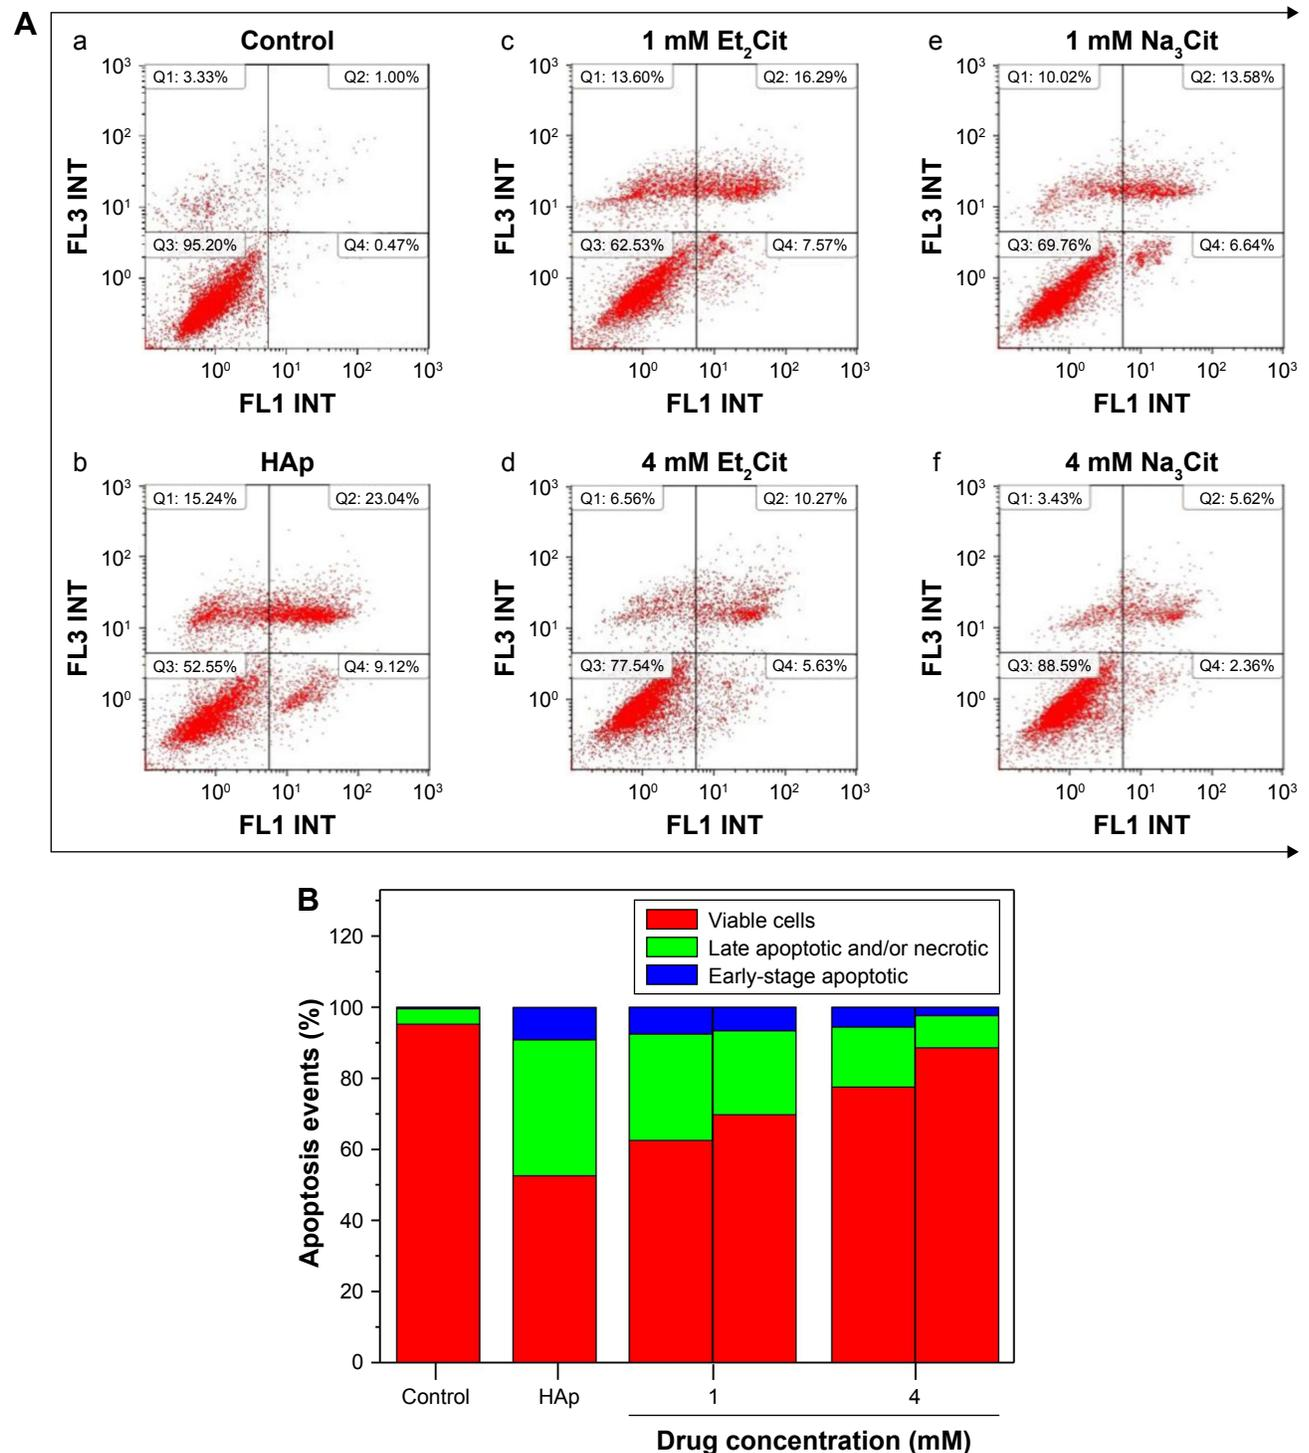 A
a
Control
10³
Q1: 3.33%
Q2: 1.00%
10²
10¹
Q3: 95.20%
Q4: 0.47%
10⁰
FL3 INT
10⁰ 10¹ 10² 10³
FL1 INT
c
1 mM Et₂Cit
10³
Q1: 13.60%
Q2: 16.29%
10²
10¹
Q3: 62.53%
Q4: 7.57%
10⁰
FL3 INT
10⁰ 10¹ 10² 10³
FL1 INT
e
1 mM Na₃Cit
10³
Q1: 10.02%
Q2: 13.58%
10²
10¹
Q3: 69.76%
Q4: 6.64%
10⁰
FL3 INT
10⁰ 10¹ 10² 10³
FL1 INT
b
HAp
10³
Q1: 15.24%
Q2: 23.04%
10²
10¹
Q3: 52.55%
Q4: 9.12%
10⁰
FL3 INT
10⁰ 10¹ 10² 10³
FL1 INT
d
4 mM Et₂Cit
10³
Q1: 6.56%
Q2: 10.27%
10²
10¹
Q3: 77.54%
Q4: 5.63%
10⁰
FL3 INT
10⁰ 10¹ 10² 10³
FL1 INT
f
4 mM Na₃Cit
10³
Q1: 3.43%
Q2: 5.62%
10²
10¹
Q3: 88.59%
Q4: 2.36%
10⁰
FL3 INT
10⁰ 10¹ 10² 10³
FL1 INT
B
Viable cells
Late apoptotic and/or necrotic
Early-stage apoptotic
120
100
80
60
40
20
0
Apoptosis events (%)
Control HAp 1 4
Drug concentration (mM)